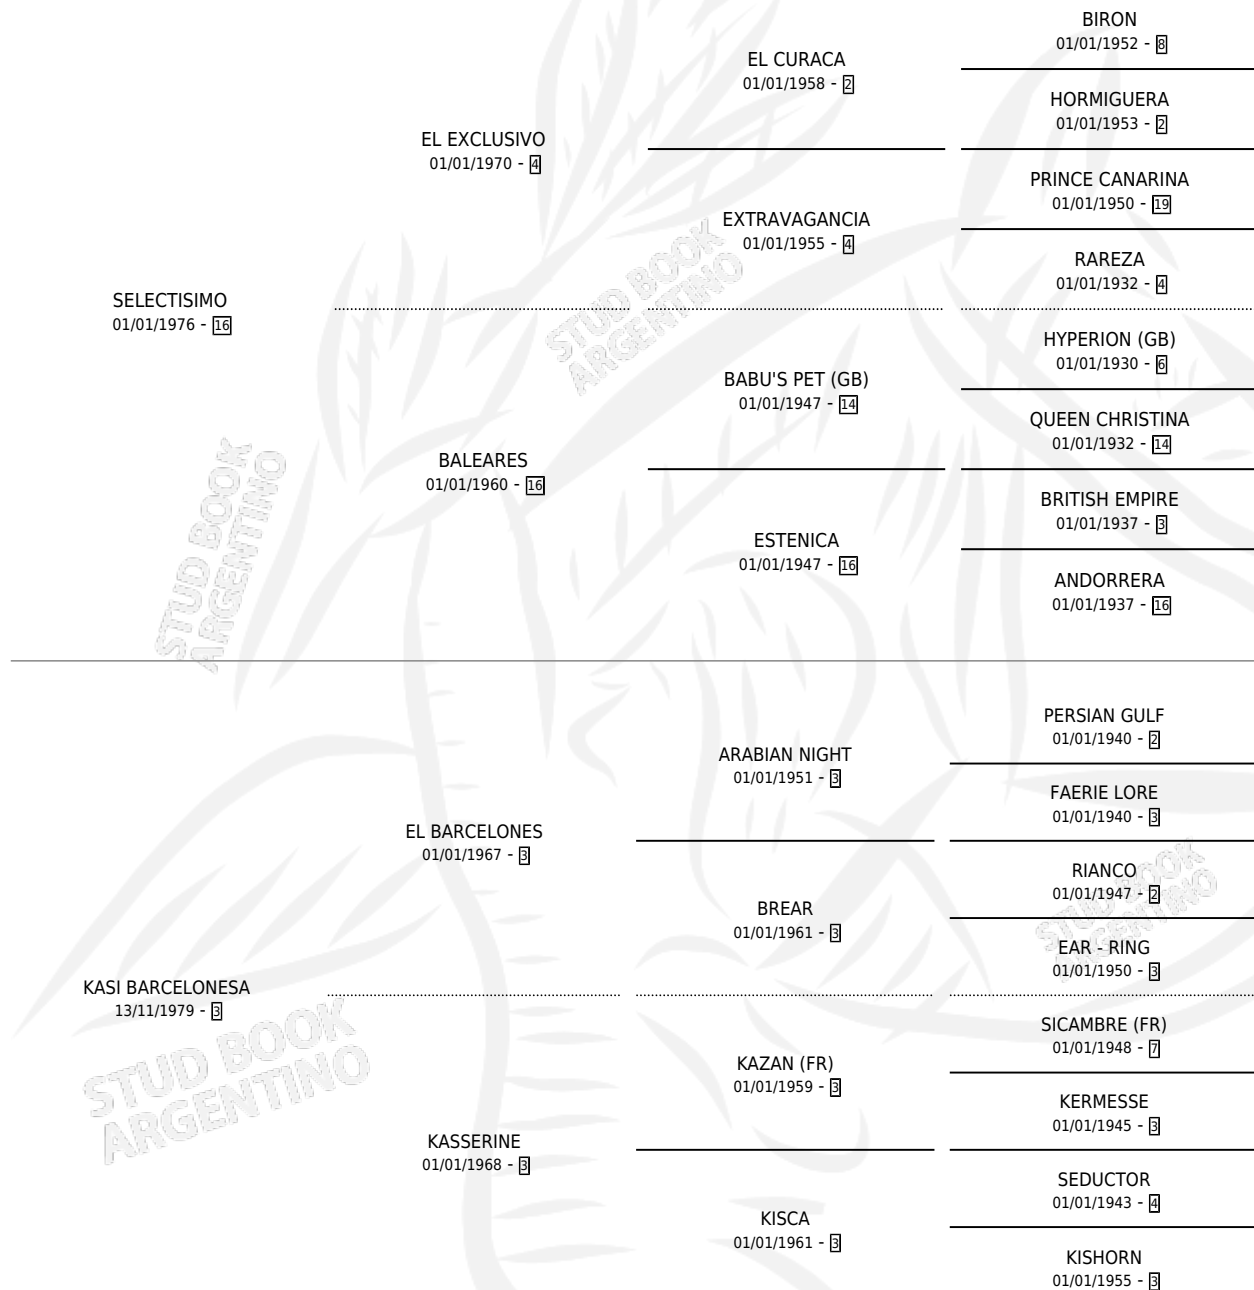 BIRON
01/01/1952 - 8
EL CURACA
01/01/1958 - 2
HORMIGUERA
01/01/1953 - 2
EL EXCLUSIVO
01/01/1970 - 4
PRINCE CANARINA
01/01/1950 - 19
EXTRAVAGANCIA
01/01/1955 - 4
RAREZA
01/01/1932 - 4
SELECTISIMO
01/01/1976 - 16
STUD BOOK
ARGENTINO
HYPERION (GB)
01/01/1930 - 6
BABU'S PET (GB)
01/01/1947 - 14
QUEEN CHRISTINA
01/01/1932 - 14
BALEARES
01/01/1960 - 16
BRITISH EMPIRE
01/01/1937 - 3
ESTENICA
01/01/1947 - 16
ANDORRERA
01/01/1937 - 16
STUD BOOK
ARGENTINO
PERSIAN GULF
01/01/1940 - 2
ARABIAN NIGHT
01/01/1951 - 3
FAERIE LORE
01/01/1940 - 3
EL BARCELONES
01/01/1967 - 3
RIANCO
01/01/1947 - 2
BREAR
01/01/1961 - 3
EAR - RING
01/01/1950 - 3
STUD BOOK
ARGENTINO
KASI BARCELONESA
13/11/1979 - 3
SICAMBRE (FR)
01/01/1948 - 7
KAZAN (FR)
01/01/1959 - 3
KERMESSE
01/01/1945 - 3
STUD BOOK
ARGENTINO
KASSERINE
01/01/1968 - 3
SEDUCTOR
01/01/1943 - 4
KISCA
01/01/1961 - 3
KISHORN
01/01/1955 - 3